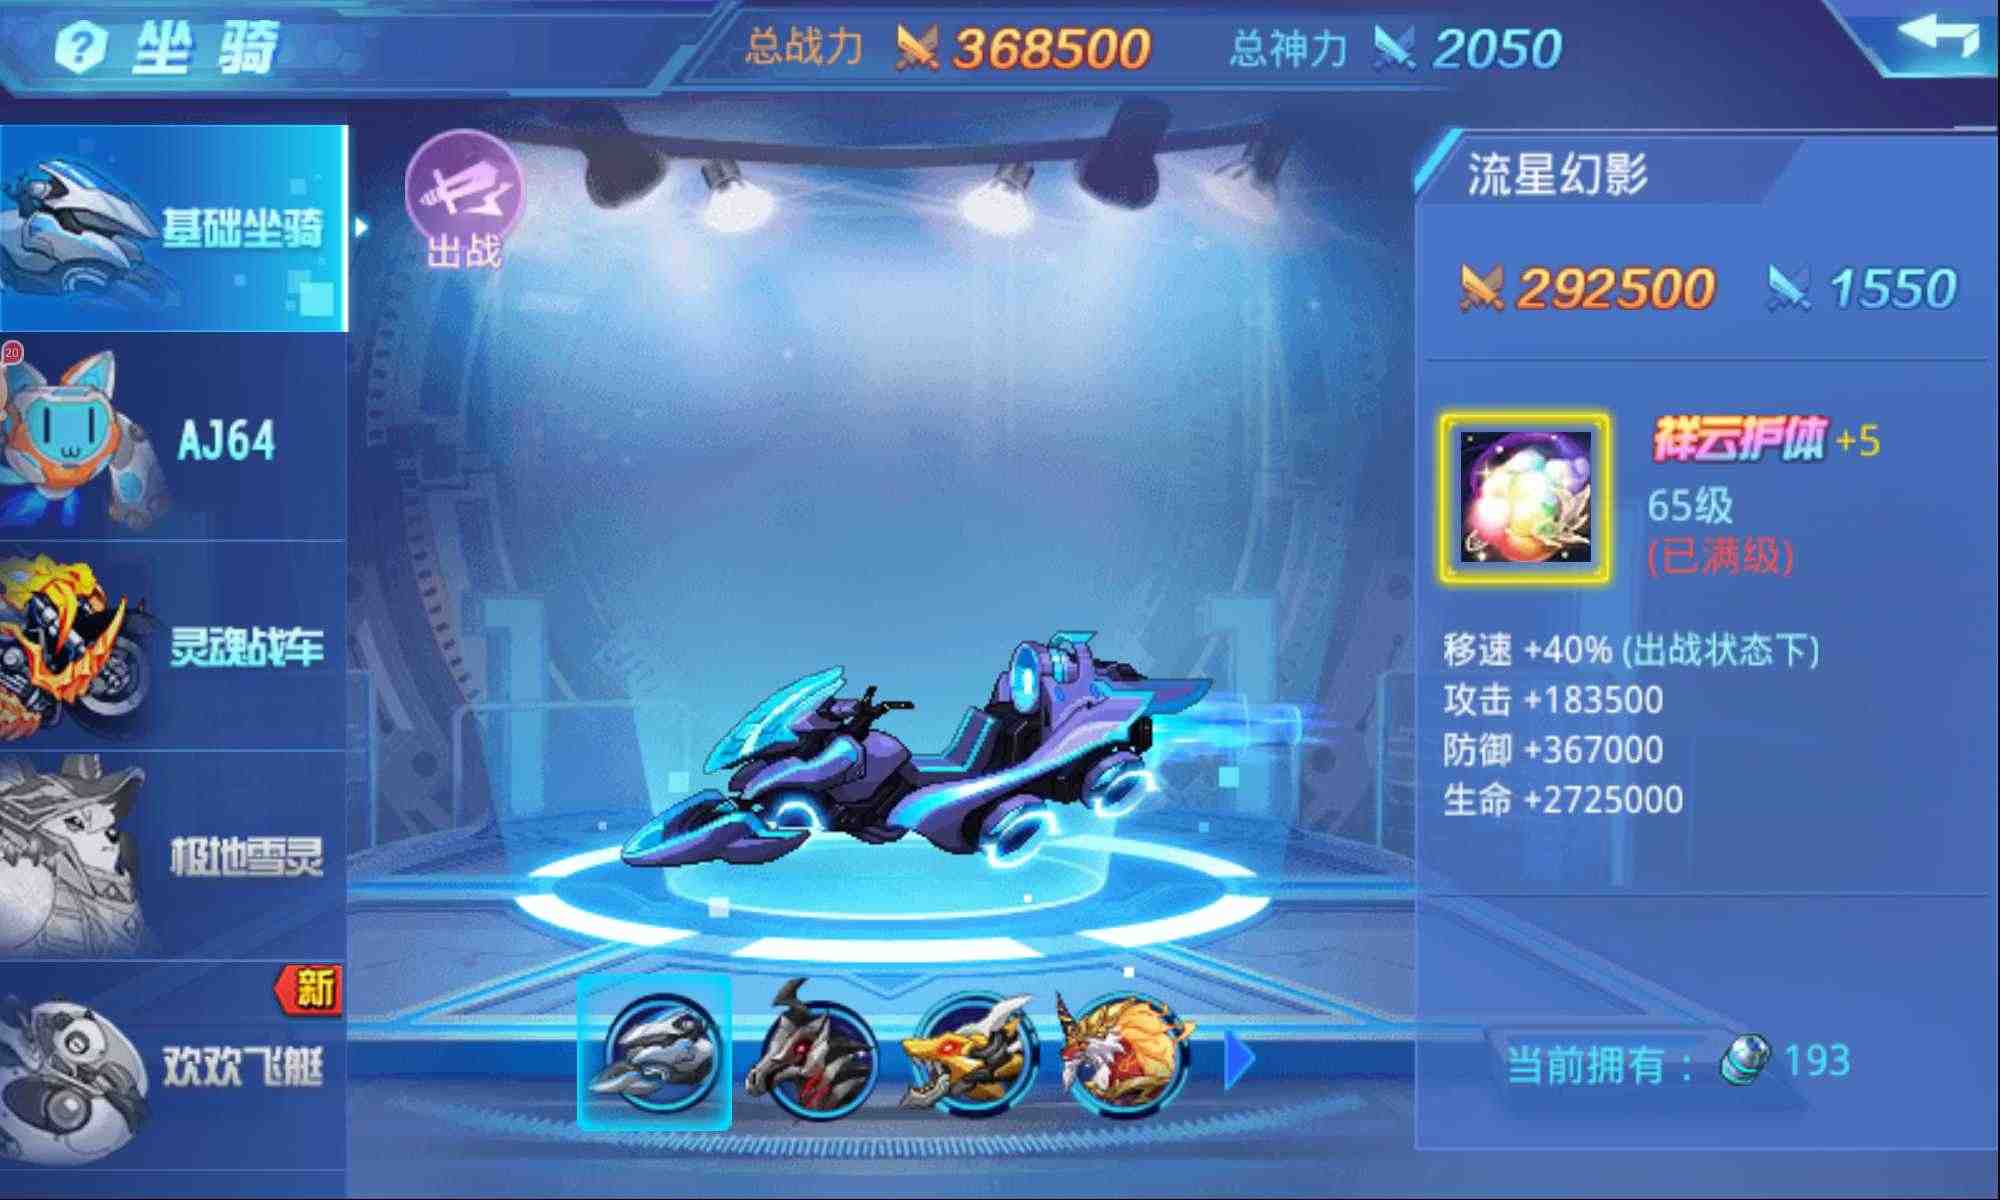 坐骑
总战力 368500 总神力 2050
基础坐骑
20
AJ64
灵魂战车
极地雪灵
新
欢欢飞艇
出战
流星幻影
292500 1550
祥云护体 +5
65级
(已满级)
移速 +40% (出战状态下)
攻击 +183500
防御 +367000
生命 +2725000
当前拥有： 193